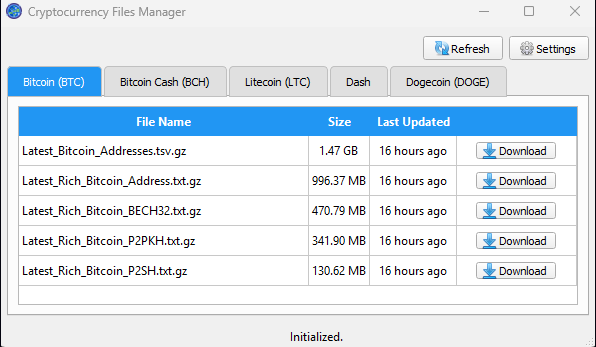 Cryptocurrency Files Manager
Refresh Settings
Bitcoin (BTC) Bitcoin Cash (BCH) Litecoin (LTC) Dash Dogecoin (DOGE)
File Name Size Last Updated
Latest_Bitcoin_Addresses.tsv.gz 1.47 GB 16 hours ago Download
Latest_Rich_Bitcoin_Address.txt.gz 996.37 MB 16 hours ago Download
Latest_Rich_Bitcoin_BECH32.txt.gz 470.79 MB 16 hours ago Download
Latest_Rich_Bitcoin_P2PKH.txt.gz 341.90 MB 16 hours ago Download
Latest_Rich_Bitcoin_P2SH.txt.gz 130.62 MB 16 hours ago Download
Initialized.